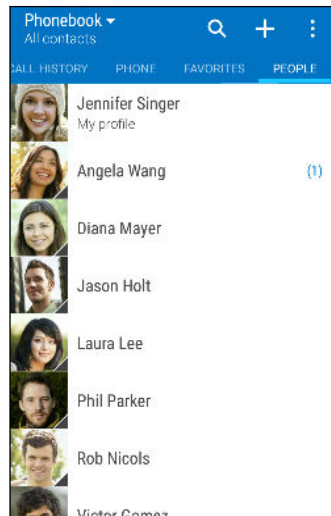 Phonebook
All contacts
CALL HISTORY PHONE FAVORITES PEOPLE
Jennifer Singer
My profile
Angela Wang (1)
Diana Mayer
Jason Holt
Laura Lee
Phil Parker
Rob Nicols
Victor Gomez